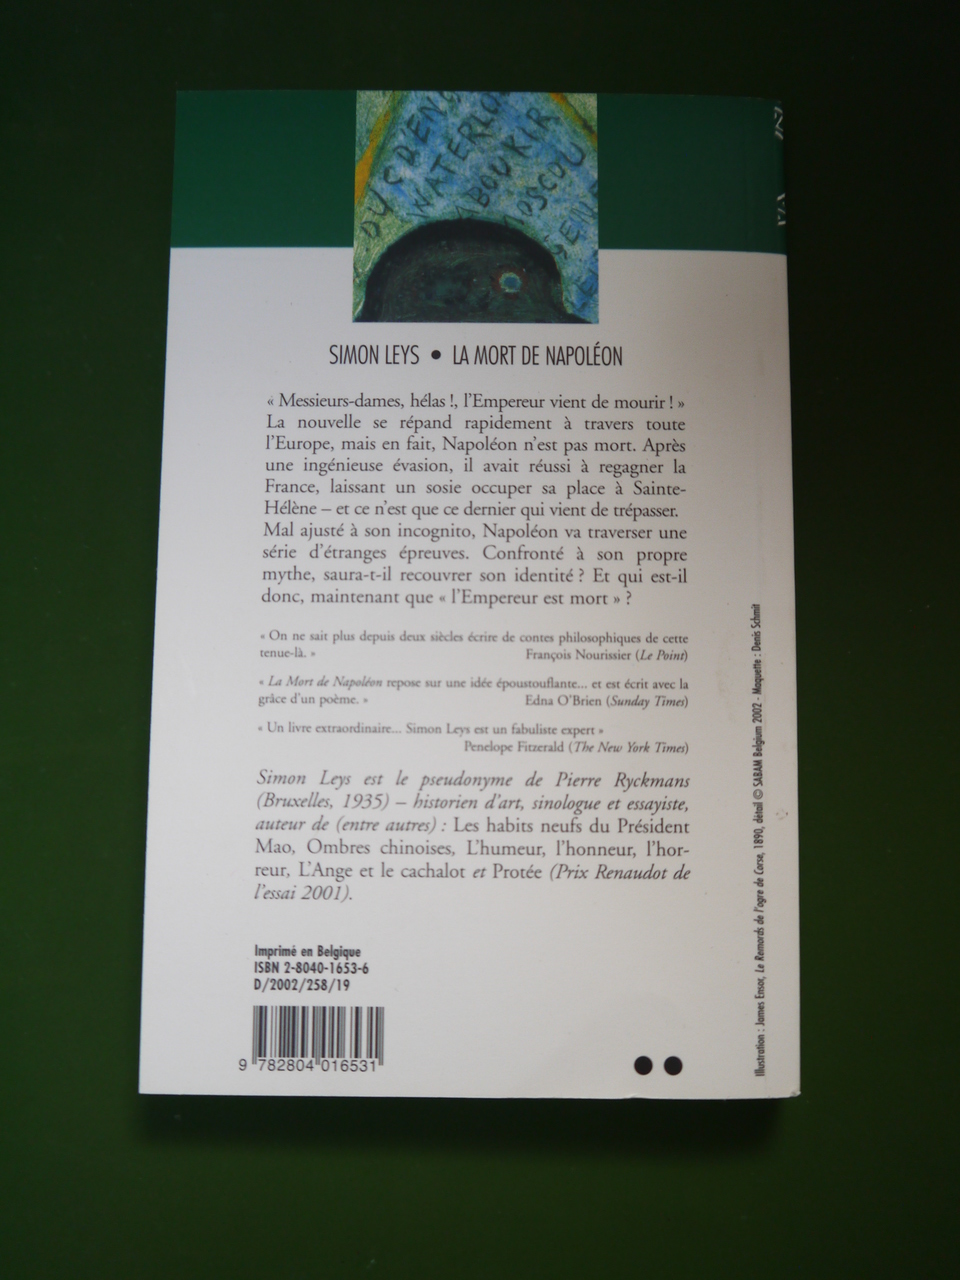 DUC D'ENG
WATERLO
ABOUKIR
MOSCOU
SIMON LEYS • LA MORT DE NAPOLÉON
« Messieurs-dames, hélas !, l'Empereur vient de mourir ! »
La nouvelle se répand rapidement à travers toute
l'Europe, mais en fait, Napoléon n'est pas mort. Après
une ingénieuse évasion, il avait réussi à regagner la
France, laissant un sosie occuper sa place à Sainte-
Hélène – et ce n'est que ce dernier qui vient de trépasser.
Mal ajusté à son incognito, Napoléon va traverser une
série d'étranges épreuves. Confronté à son propre
mythe, saura-t-il recouvrer son identité ? Et qui est-il
donc, maintenant que « l'Empereur est mort » ?
« On ne sait plus depuis deux siècles écrire de contes philosophiques de cette
tenue-là. » François Nourissier (Le Point)
« La Mort de Napoléon repose sur une idée époustouflante... et est écrit avec la
grâce d'un poème. » Edna O'Brien (Sunday Times)
« Un livre extraordinaire... Simon Leys est un fabuliste expert »
Penelope Fitzerald (The New York Times)
Simon Leys est le pseudonyme de Pierre Ryckmans
(Bruxelles, 1935) – historien d'art, sinologue et essayiste,
auteur de (entre autres) : Les habits neufs du Président
Mao, Ombres chinoises, L'humeur, l'honneur, l'hor-
reur, L'Ange et le cachalot et Protée (Prix Renaudot de
l'essai 2001).
Imprimé en Belgique
ISBN 2-8040-1653-6
D/2002/258/19
9 782804 016531
Illustration : James Ensor, Le Remords de l'ogre de Corse, 1890, détail © SABAM Belgium 2002 - Maquette : Denis Schmit